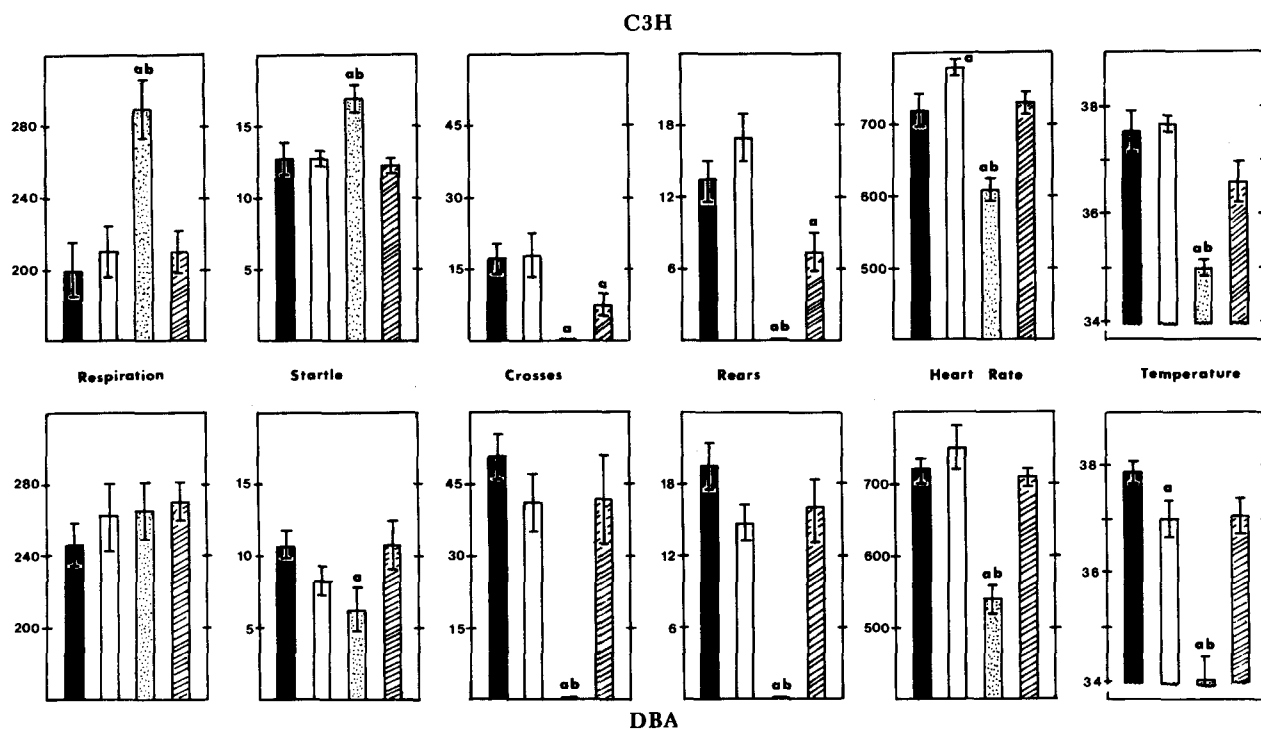 C3H
280
240
200
ab
15
10
5
ab
45
30
15
a
a
18
12
6
ab
a
700
600
500
a
ab
38
36
34
ab
Respiration
Startle
Crosses
Rears
Heart Rate
Temperature
280
240
200
15
10
5
a
45
30
15
ab
18
12
6
ab
700
600
500
ab
38
36
34
a
ab
DBA